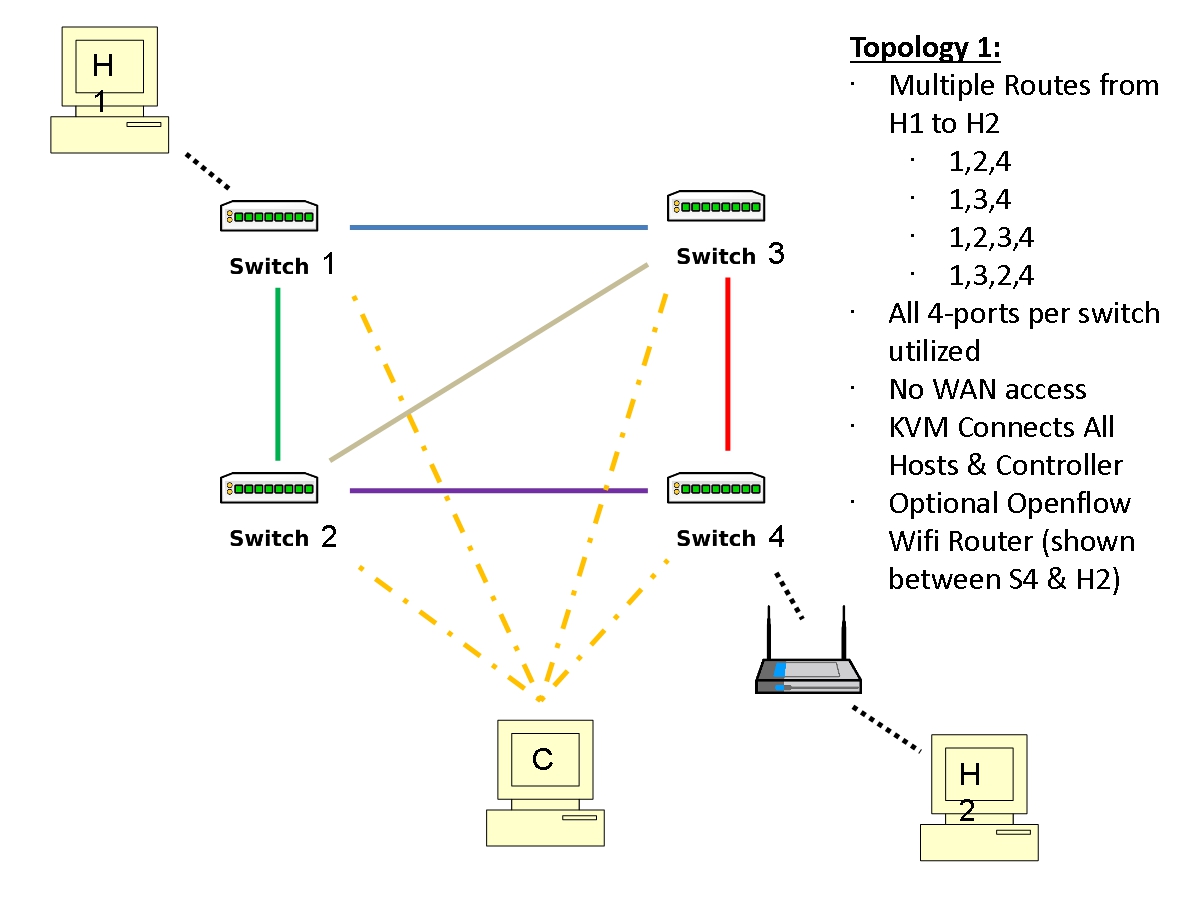 H
1
Topology 1:
· Multiple Routes from
H1 to H2
· 1,2,4
· 1,3,4
· 1,2,3,4
· 1,3,2,4
· All 4-ports per switch
utilized
· No WAN access
· KVM Connects All
Hosts & Controller
· Optional Openflow
Wifi Router (shown
between S4 & H2)
Switch 1
Switch 3
Switch 2
Switch 4
C
H
2